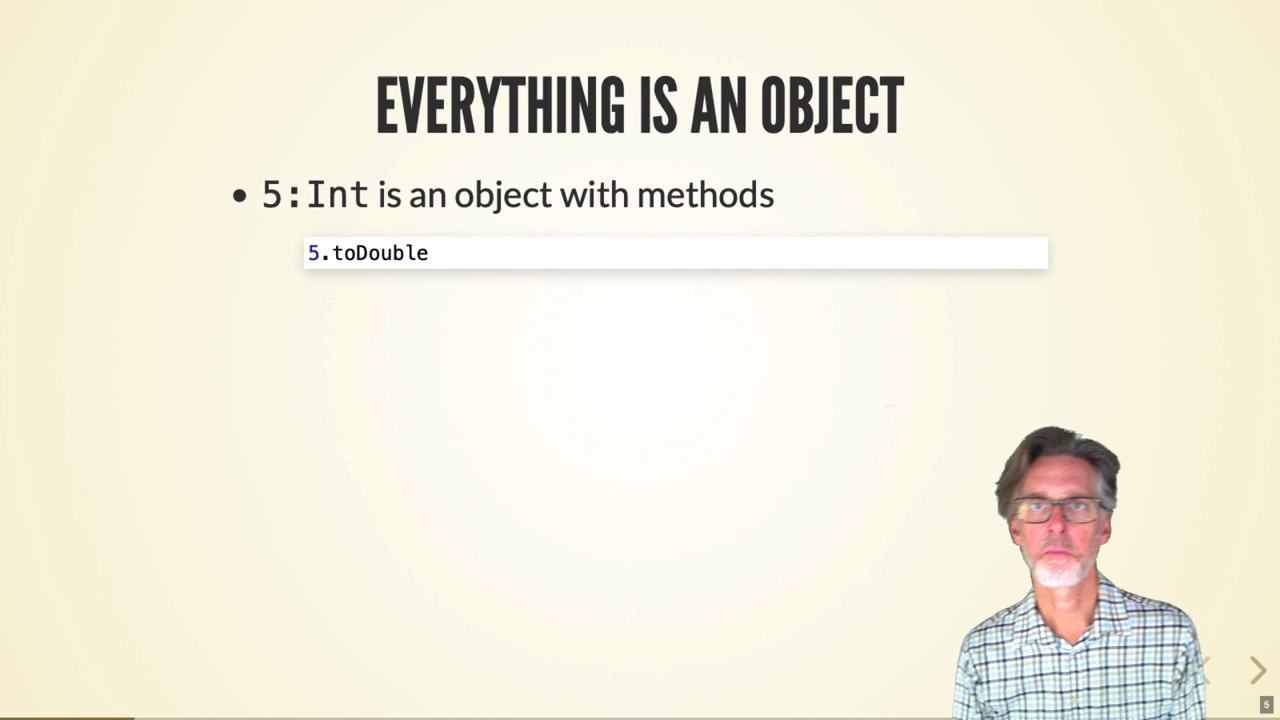 EVERYTHING IS AN OBJECT
• 5:Int is an object with methods
5.toDouble
5